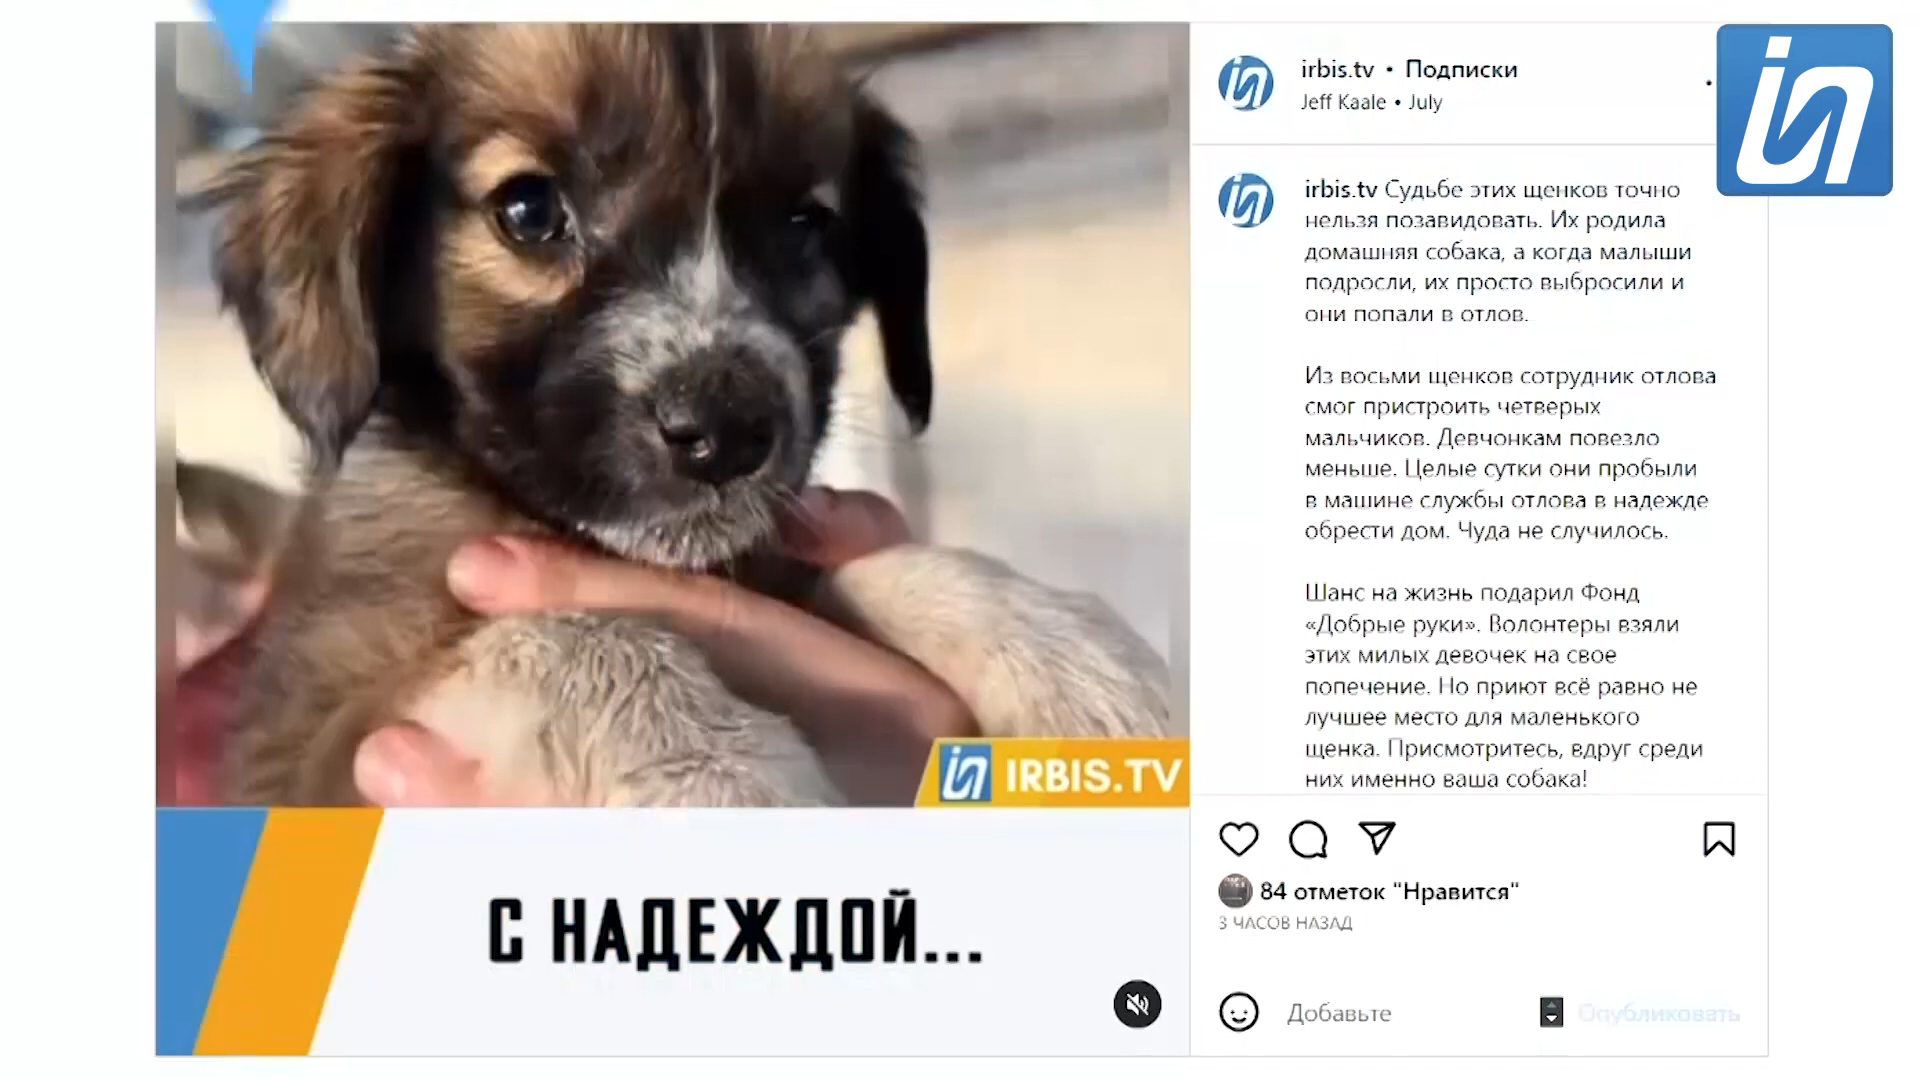 irbis.tv • Подписки
Jeff Kaale • July
irbis.tv Судьбе этих щенков точно
нельзя позавидовать. Их родила
домашняя собака, а когда малыши
подросли, их просто выбросили и
они попали в отлов.
Из восьми щенков сотрудник отлова
смог пристроить четверых
мальчиков. Девчонкам повезло
меньше. Целые сутки они пробыли
в машине службы отлова в надежде
обрести дом. Чуда не случилось.
Шанс на жизнь подарил Фонд
«Добрые руки». Волонтеры взяли
этих милых девочек на свое
попечение. Но приют всё равно не
лучшее место для маленького
щенка. Присмотритесь, вдруг среди
них именно ваша собака!
84 отметок "Нравится"
3 ЧАСОВ НАЗАД
Добавьте
Опубликовать
IRBIS.TV
С НАДЕЖДОЙ...